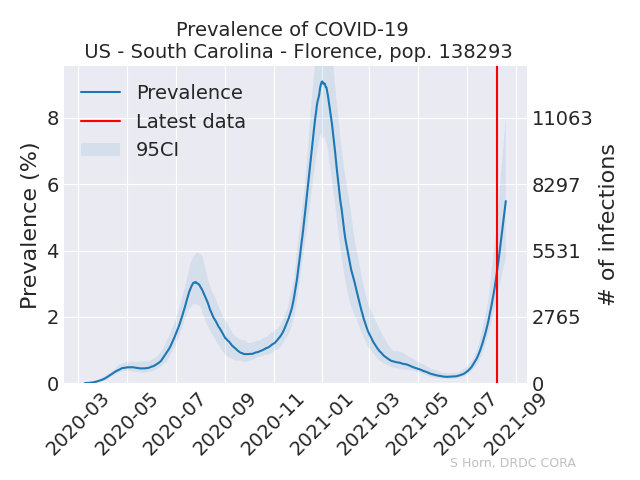 Prevalence of COVID-19
US - South Carolina - Florence, pop. 138293
Prevalence
Latest data
95CI
Prevalence (%)
8
6
4
2
0
11063
8297
5531
2765
0
# of infections
2020-03
2020-05
2020-07
2020-09
2020-11
2021-01
2021-03
2021-05
2021-07
2021-09
S Horn, DRDC CORA